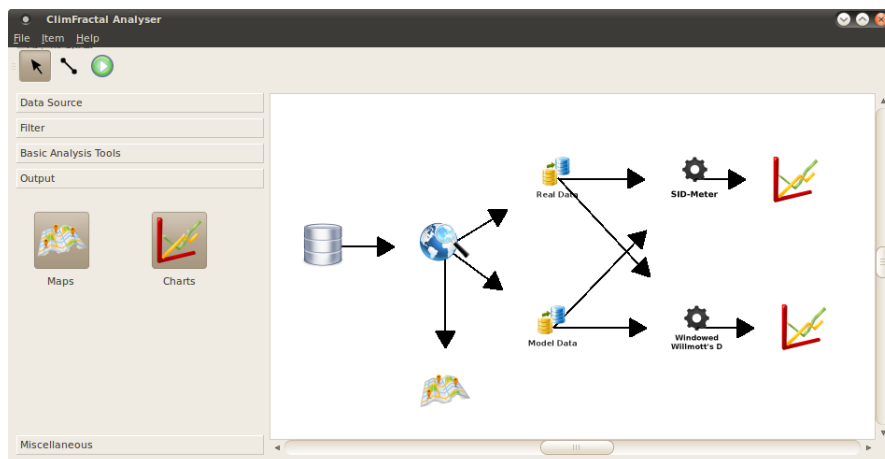 ClimFractal Analyser
File Item Help
Data Source
Filter
Basic Analysis Tools
Output
Maps
Charts
Miscellaneous
Real Data
SID-Meter
Model Data
Windowed
Willmott's D